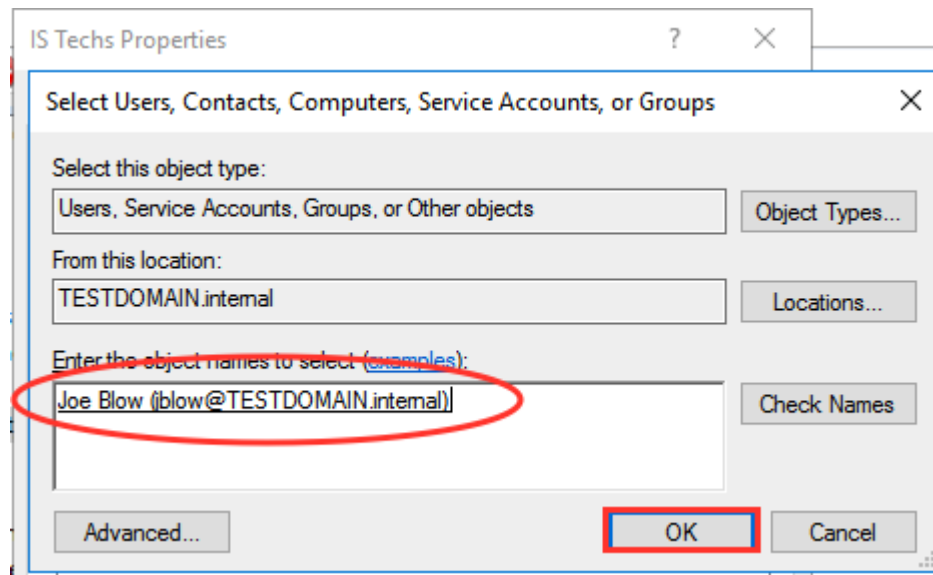 IS Techs Properties
Select Users, Contacts, Computers, Service Accounts, or Groups
Select this object type:
Users, Service Accounts, Groups, or Other objects
Object Types...
From this location:
TESTDOMAIN.internal
Locations...
Enter the object names to select (examples):
Joe Blow (jblow@TESTDOMAIN.internal)
Check Names
Advanced...
OK
Cancel